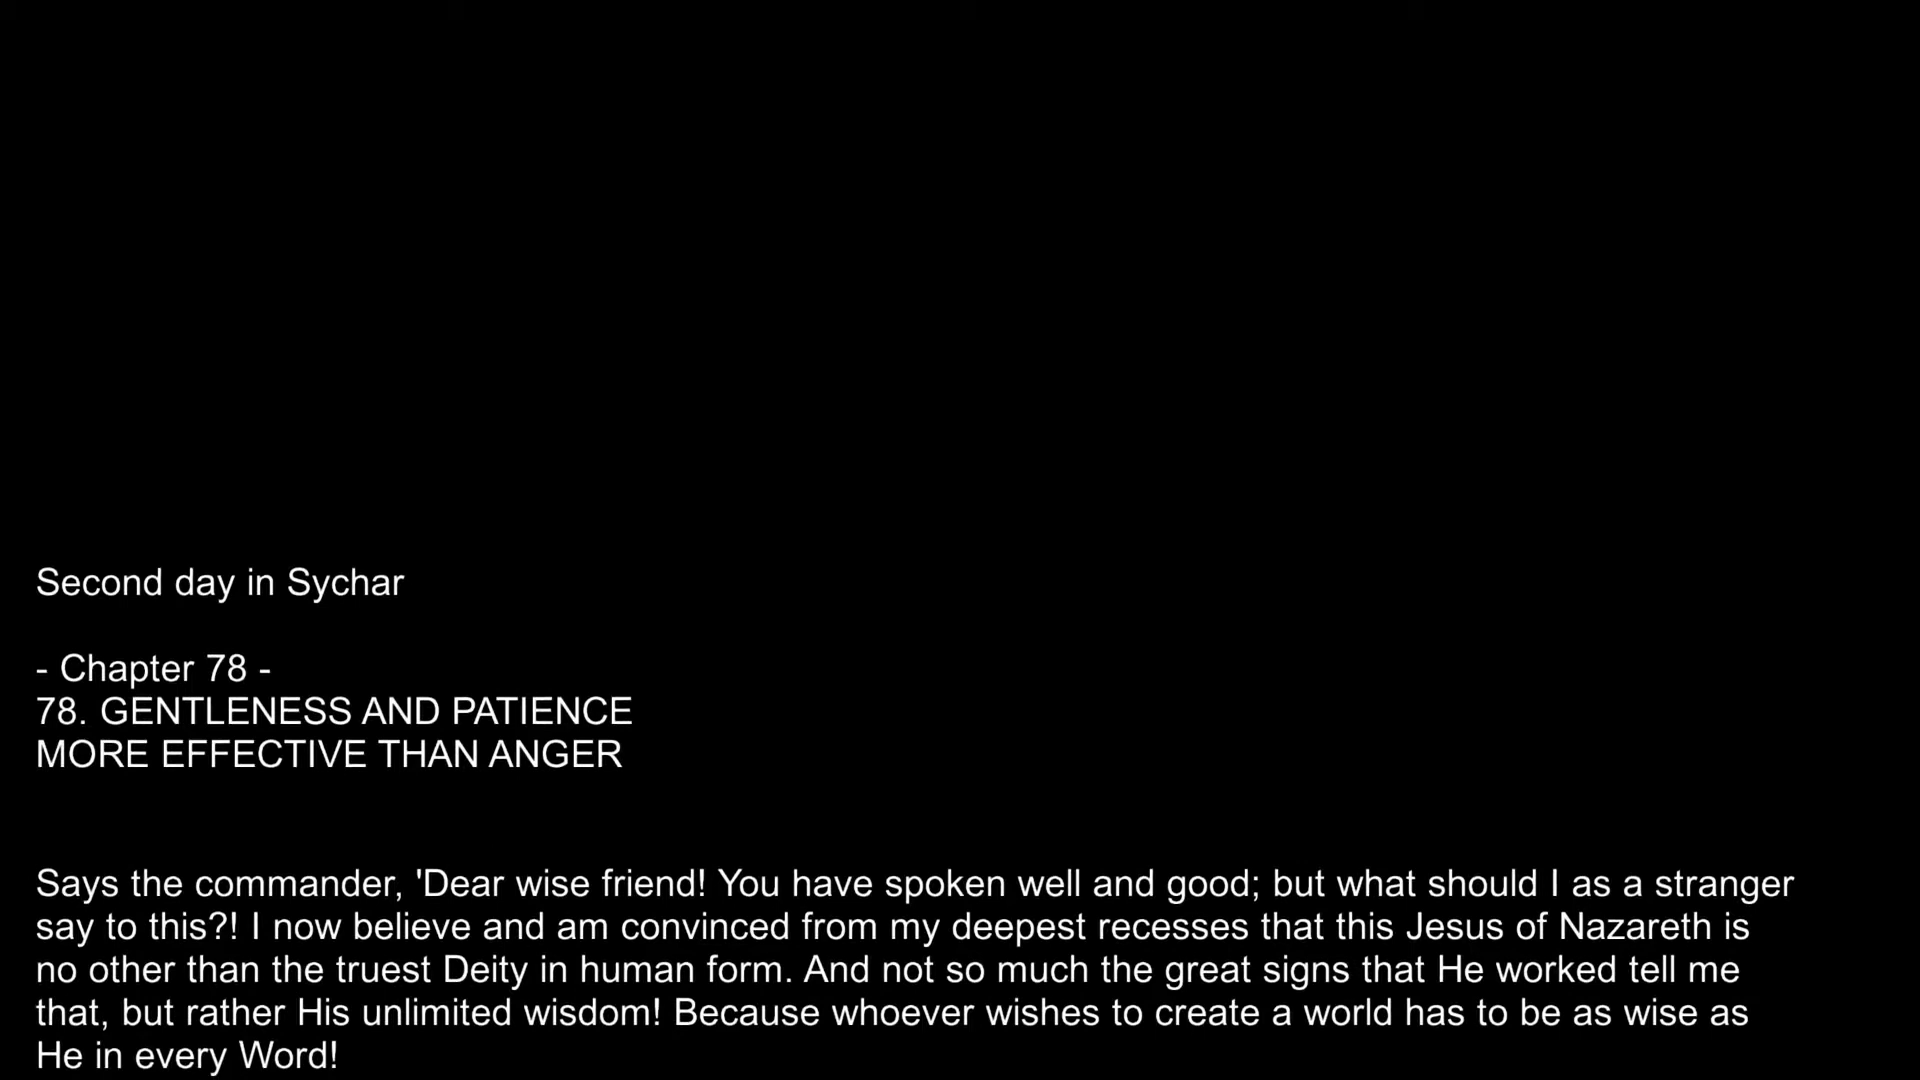 Second day in Sychar
- Chapter 78 -
78. GENTLENESS AND PATIENCE
MORE EFFECTIVE THAN ANGER
Says the commander, 'Dear wise friend! You have spoken well and good; but what should I as a stranger
say to this?! I now believe and am convinced from my deepest recesses that this Jesus of Nazareth is
no other than the truest Deity in human form. And not so much the great signs that He worked tell me
that, but rather His unlimited wisdom! Because whoever wishes to create a world has to be as wise as
He in every Word!